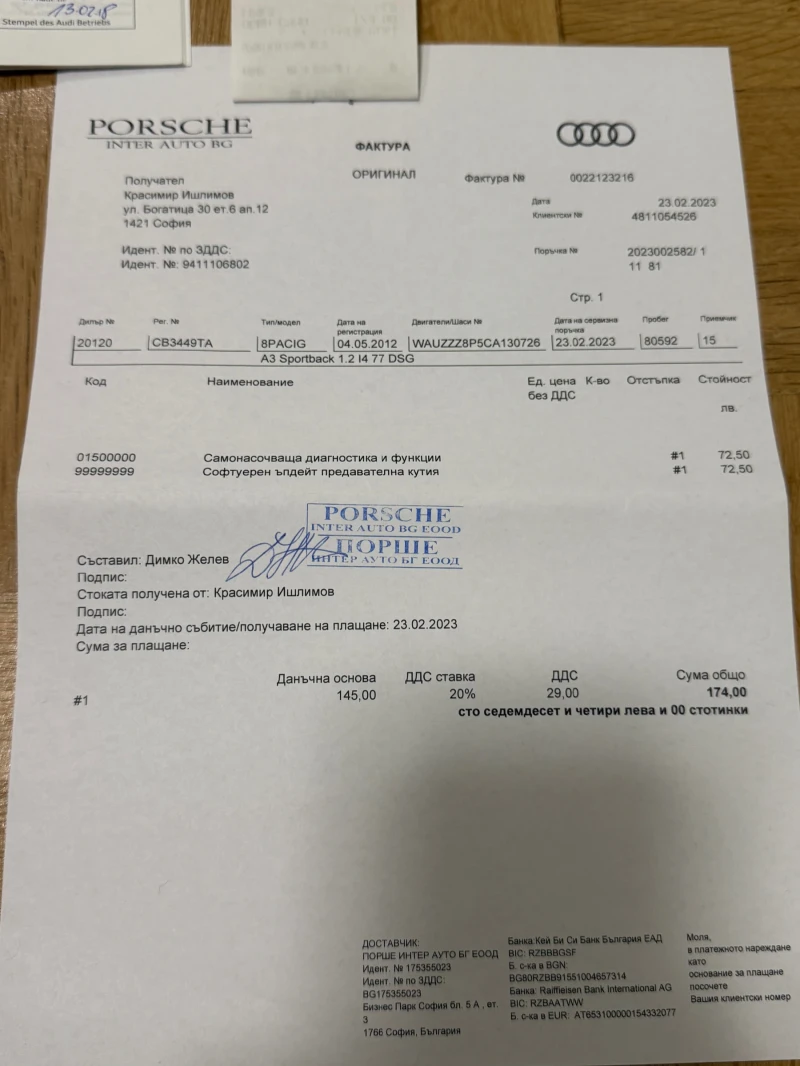 13.02.18
Stempel des Audi Betriebs
PORSCHE
INTER AUTO BG
ФАКТУРА
ОРИГИНАЛ
Получател
Красимир Ишлимов
ул. Богатица 30 ет.6 ап.12
1421 София
Идент. № по ЗДДС:
Идент. №: 9411106802
Фактура № 0022123216
Дата 23.02.2023
Клиентски № 4811054526
Поръчка № 2023002582/ 1
11 81
Стр. 1
Дилър № Рег. № Тип/модел Дата на регистрация Двигател/Шаси № Дата на сервизна поръчка Пробег Приемчик
20120 CB3449TA 8PACIG 04.05.2012 WAUZZZ8P5CA130726 23.02.2023 80592 15
A3 Sportback 1.2 I4 77 DSG
Код Наименование Ед. цена К-во Отстъпка Стойност
без ДДС лв.
01500000 Самонасочваща диагностика и функции #1 72,50
99999999 Софтуерен ъпдейт предавателна кутия #1 72,50
PORSCHE
INTER AUTO BG EOOD
ПОРШЕ
ИНТЕР АУТО БГ ЕООД
Съставил: Димко Желев
Подпис:
Стоката получена от: Красимир Ишлимов
Подпис:
Дата на данъчно събитие/получаване на плащане: 23.02.2023
Сума за плащане:
Данъчна основа ДДС ставка ДДС Сума общо
#1 145,00 20% 29,00 174,00
сто седемдесет и четири лева и 00 стотинки
ДОСТАВЧИК:
ПОРШЕ ИНТЕР АУТО БГ ЕООД
Идент. № 175355023
Идент. № по ЗДДС:
BG175355023
Бизнес Парк София бл. 5 А , ет.
3
1766 София, България
Банка:Кей Би Си Банк България ЕАД
BIC: RZBBBGSF
Б. с-ка в BGN:
BG80RZBB91551004657314
Банка: Raiffleisen Bank International AG
BIC: RZBAATWW
Б. с-ка в EUR: AT653100000154332077
Моля,
в платежното нареждане
като
основание за плащане
посочете
Вашия клиентски номер